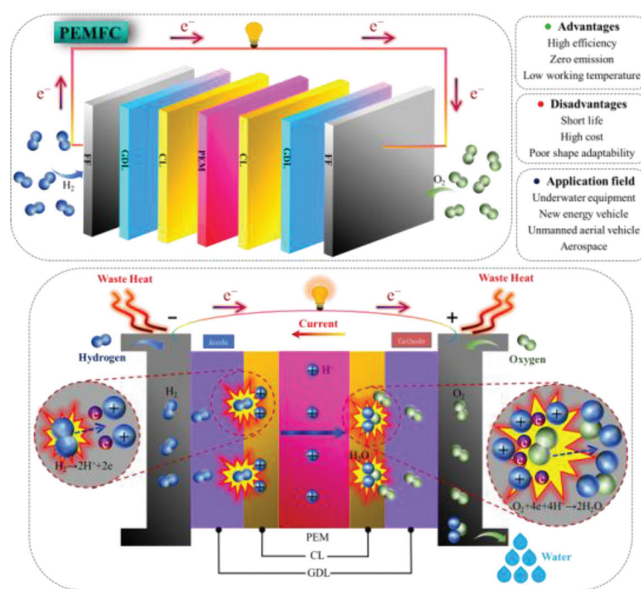 PEMFC
e⁻
e⁻
e⁻
e⁻
H₂
FF
GDL
CL
PEM
CL
GDL
FF
O₂
Advantages
High efficiency
Zero emission
Low working temperature
Disadvantages
Short life
High cost
Poor shape adaptability
Application field
Underwater equipment
New energy vehicle
Unmanned aerial vehicle
Aerospace
Waste Heat
e⁻
e⁻
Waste Heat
−
+
Current
Hydrogen
Anode
Cathode
Oxygen
H₂
H⁺
O₂
e
e
H₂→2H⁺+2e
H₂O
e
e
e
e
O₂+4e+4H⁺→2H₂O
PEM
CL
GDL
Water